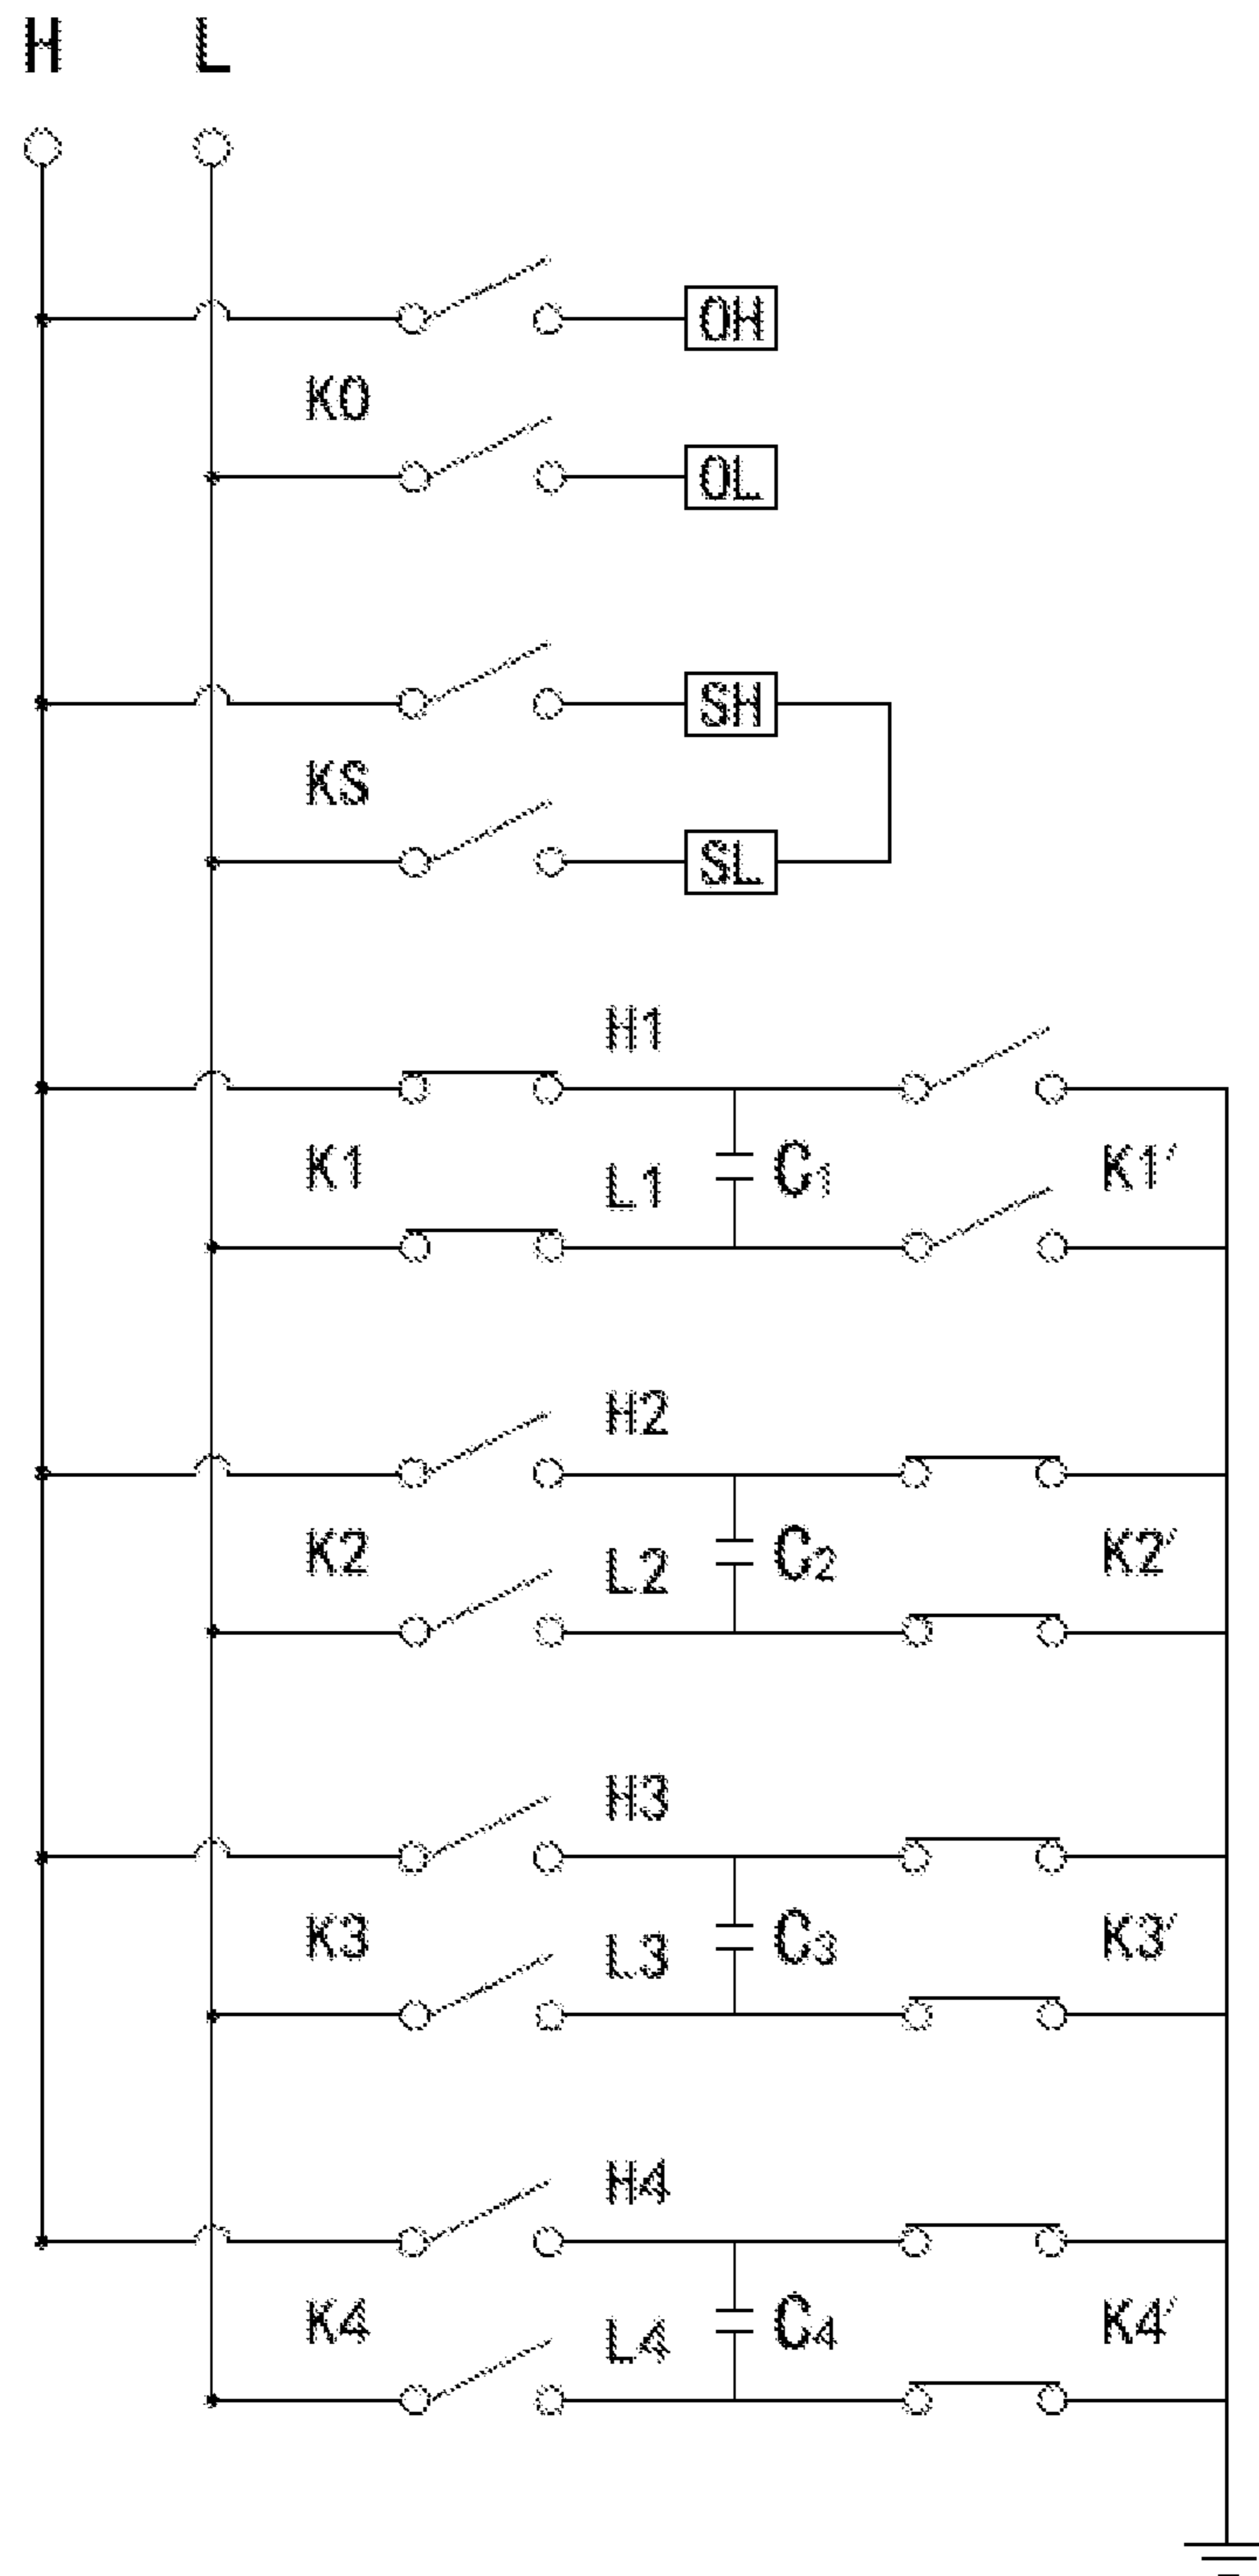 H L
OH
KO
OL
SH
KS
SL
H1
K1 L1 C1 K1′
H2
K2 L2 C2 K2′
H3
K3 L3 C3 K3′
H4
K4 L4 C4 K4′